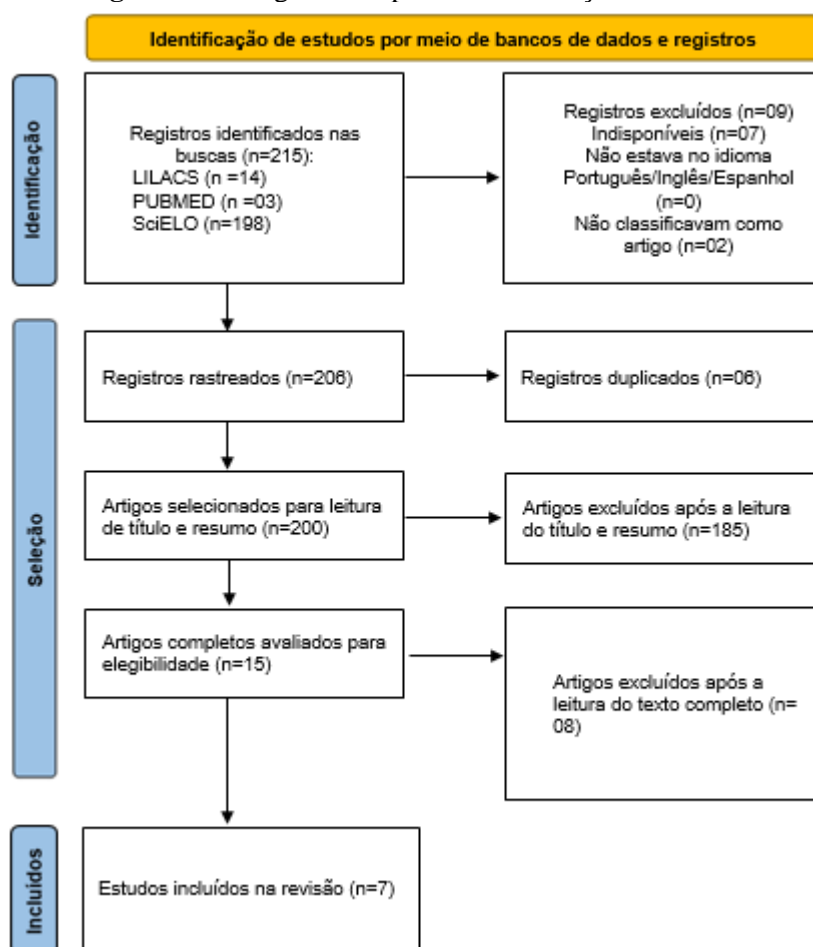 Identificação de estudos por meio de bancos de dados e registros
Identificação
Registros identificados nas
buscas (n=215):
LILACS (n =14)
PUBMED (n =03)
SciELO (n=198)
Registros excluídos (n=09)
Indisponíveis (n=07)
Não estava no idioma
Português/Inglês/Espanhol
(n=0)
Não classificavam como
artigo (n=02)
Seleção
Registros rastreados (n=206)
Registros duplicados (n=06)
Artigos selecionados para leitura
de título e resumo (n=200)
Artigos excluídos após a leitura
do título e resumo (n=185)
Artigos completos avaliados para
elegibilidade (n=15)
Artigos excluídos após a
leitura do texto completo (n=
08)
Incluídos
Estudos incluídos na revisão (n=7)